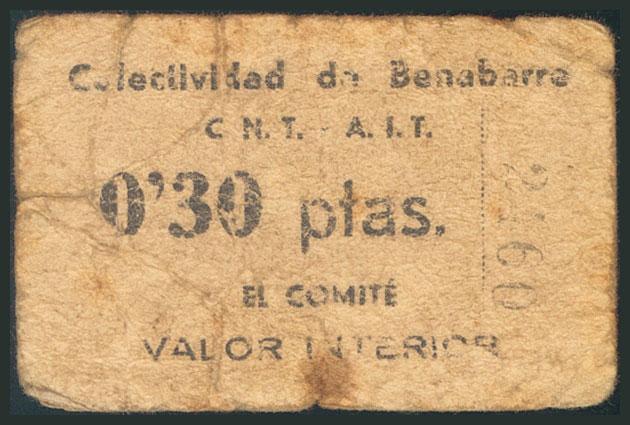 Colectividad de Benabarre
C.N.T. - A.I.T.
0'30 ptas.
EL COMITÉ
VALOR INTERIOR